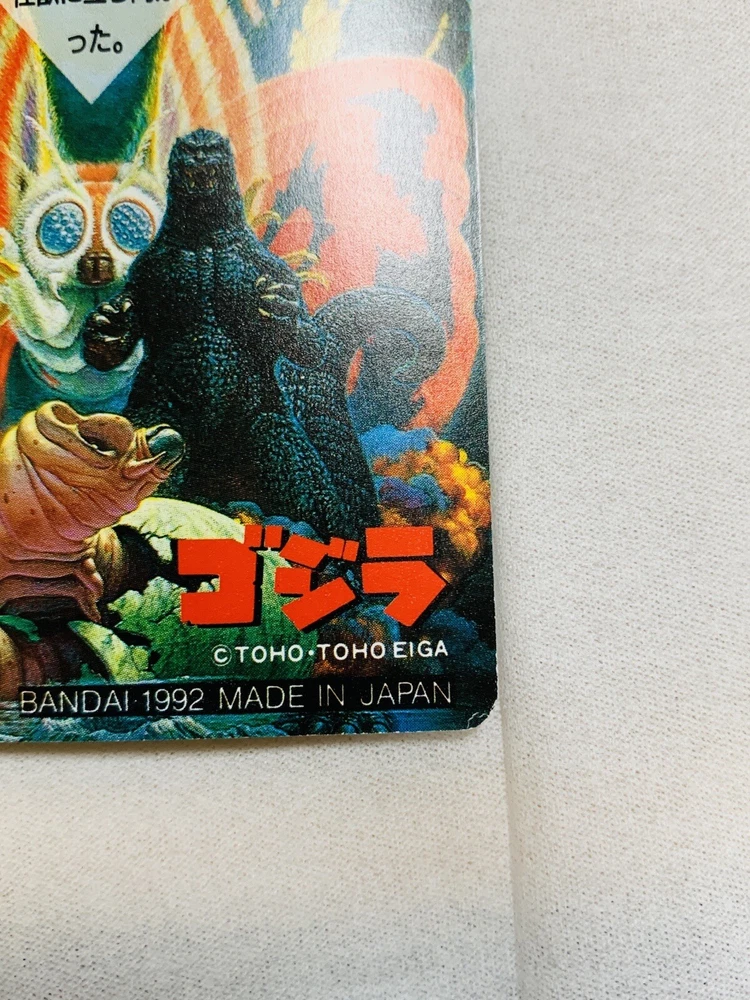 った。
ゴジラ
©TOHO・TOHO EIGA
BANDAI・1992 MADE IN JAPAN